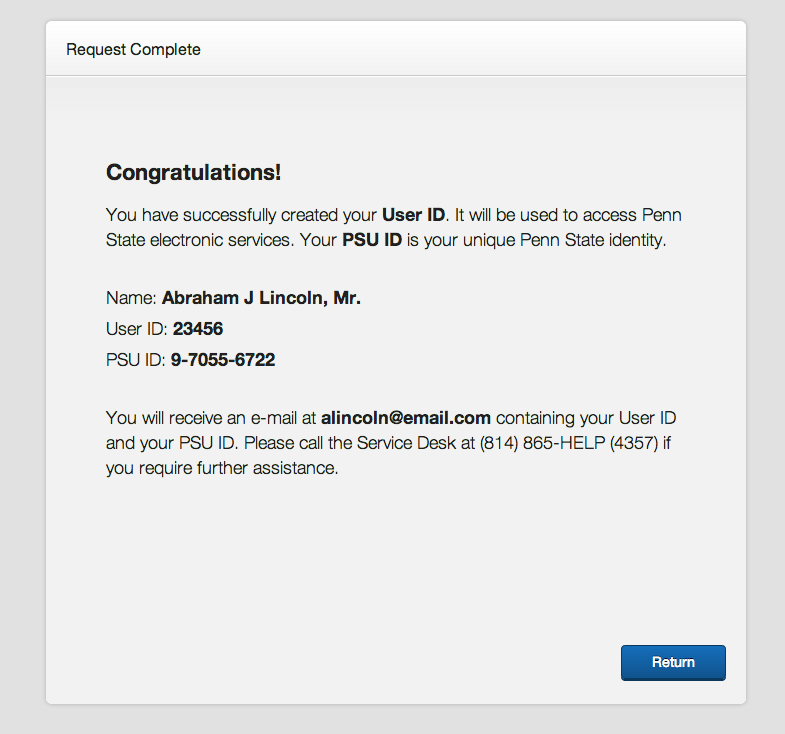 Request Complete
Congratulations!
You have successfully created your User ID. It will be used to access Penn
State electronic services. Your PSU ID is your unique Penn State identity.
Name: Abraham J Lincoln, Mr.
User ID: 23456
PSU ID: 9-7055-6722
You will receive an e-mail at alincoln@email.com containing your User ID
and your PSU ID. Please call the Service Desk at (814) 865-HELP (4357) if
you require further assistance.
Return